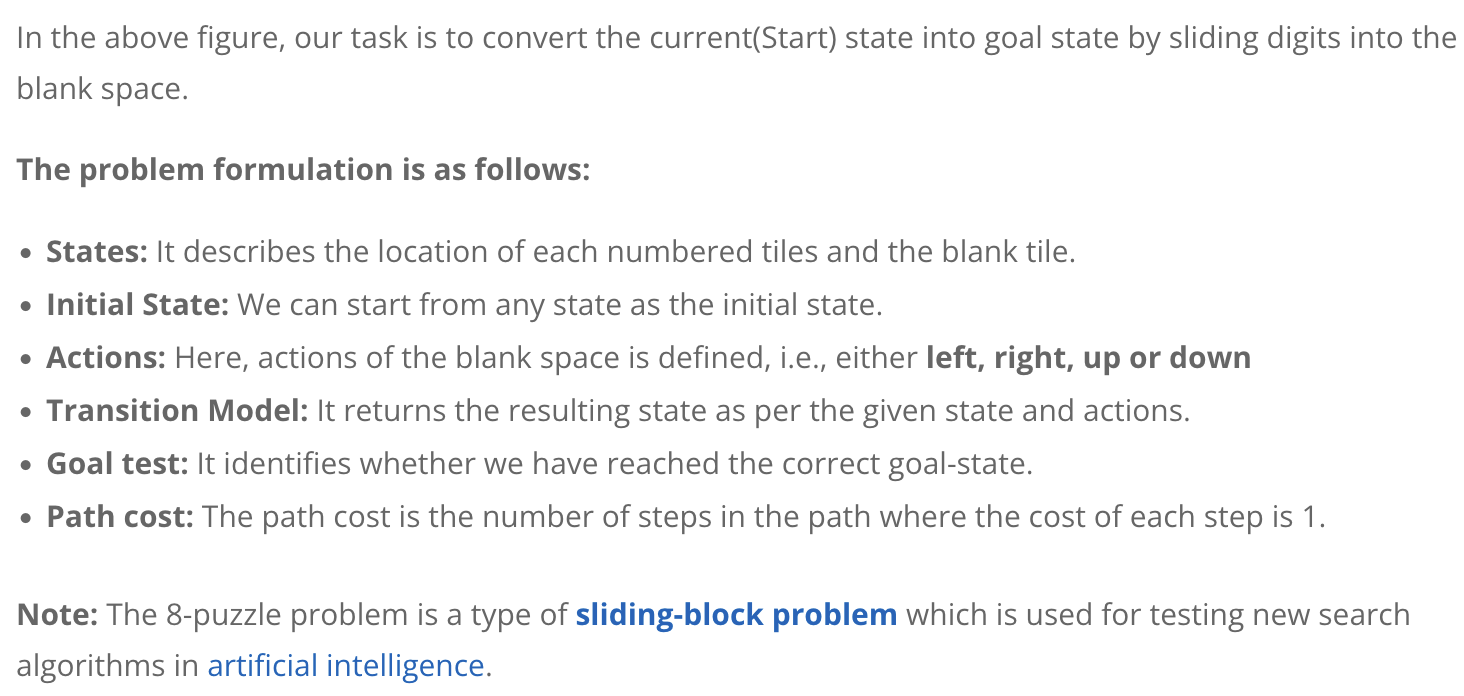 In the above figure, our task is to convert the current(Start) state into goal state by sliding digits into the
blank space.
The problem formulation is as follows:
• States: It describes the location of each numbered tiles and the blank tile.
• Initial State: We can start from any state as the initial state.
• Actions: Here, actions of the blank space is defined, i.e., either left, right, up or down
• Transition Model: It returns the resulting state as per the given state and actions.
• Goal test: It identifies whether we have reached the correct goal-state.
• Path cost: The path cost is the number of steps in the path where the cost of each step is 1.
Note: The 8-puzzle problem is a type of sliding-block problem which is used for testing new search
algorithms in artificial intelligence.